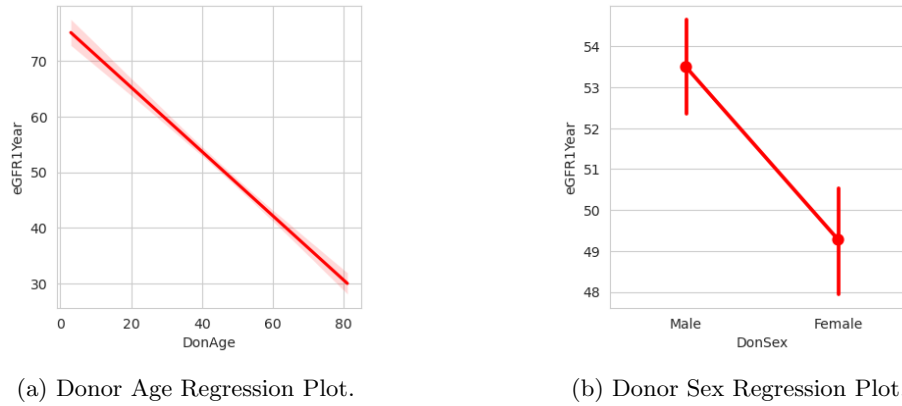 eGFR1Year
70
60
50
40
30
0 20 40 60 80
DonAge
(a) Donor Age Regression Plot.
eGFR1Year
54
53
52
51
50
49
48
Male Female
DonSex
(b) Donor Sex Regression Plot